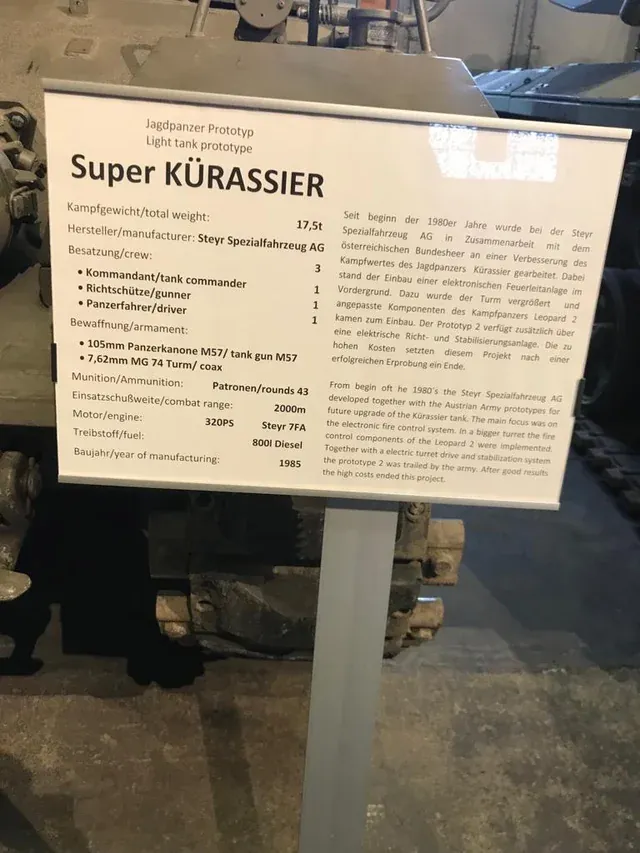 Jagdpanzer Prototyp
Light tank prototype
Super KÜRASSIER
Kampfgewicht/total weight: 17,5t
Hersteller/manufacturer: Steyr Spezialfahrzeug AG
Besatzung/crew: 3
• Kommandant/tank commander 1
• Richtschütze/gunner 1
• Panzerfahrer/driver 1
Bewaffnung/armament:
• 105mm Panzerkanone M57/ tank gun M57
• 7,62mm MG 74 Turm/ coax
Munition/Ammunition: Patronen/rounds 43
Einsatzschußweite/combat range: 2000m
Motor/engine: 320PS Steyr 7FA
Treibstoff/fuel: 800l Diesel
Baujahr/year of manufacturing: 1985
Seit beginn der 1980er Jahre wurde bei der Steyr
Spezialfahrzeug AG in Zusammenarbeit mit dem
österreichischen Bundesheer an einer Verbesserung des
Kampfwertes des Jagdpanzers Kürassier gearbeitet. Dabei
stand der Einbau einer elektronischen Feuerleitanlage im
Vordergrund. Dazu wurde der Turm vergrößert und
angepasste Komponenten des Kampfpanzers Leopard 2
kamen zum Einbau. Der Prototyp 2 verfügt zusätzlich über
eine elektrische Richt- und Stabilisierungsanlage. Die zu
hohen Kosten setzten diesem Projekt nach einer
erfolgreichen Erprobung ein Ende.
From begin oft he 1980´s the Steyr Spezialfahrzeug AG
developed together with the Austrian Army prototypes for
future upgrade of the Kürassier tank. The main focus was on
the electronic fire control system. In a bigger turret the fire
control components of the Leopard 2 were implemented.
Together with a electric turret drive and stabilization system
the prototype 2 was trailed by the army. After good results
the high costs ended this project.